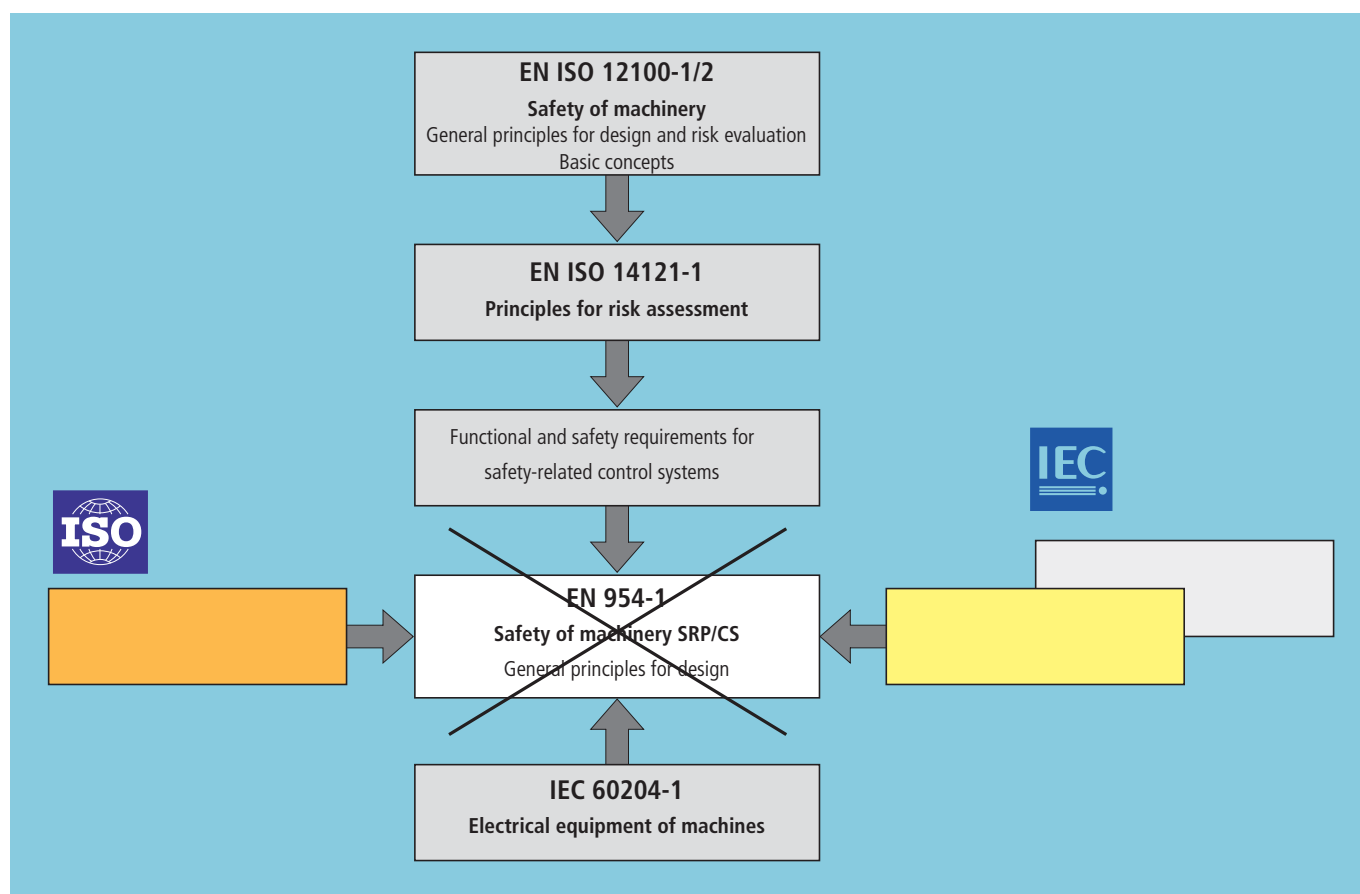 EN ISO 12100-1/2
Safety of machinery
General principles for design and risk evaluation
Basic concepts
EN ISO 14121-1
Principles for risk assessment
Functional and safety requirements for
safety-related control systems
IEC
ISO
EN 954-1
Safety of machinery SRP/CS
General principles for design
IEC 60204-1
Electrical equipment of machines